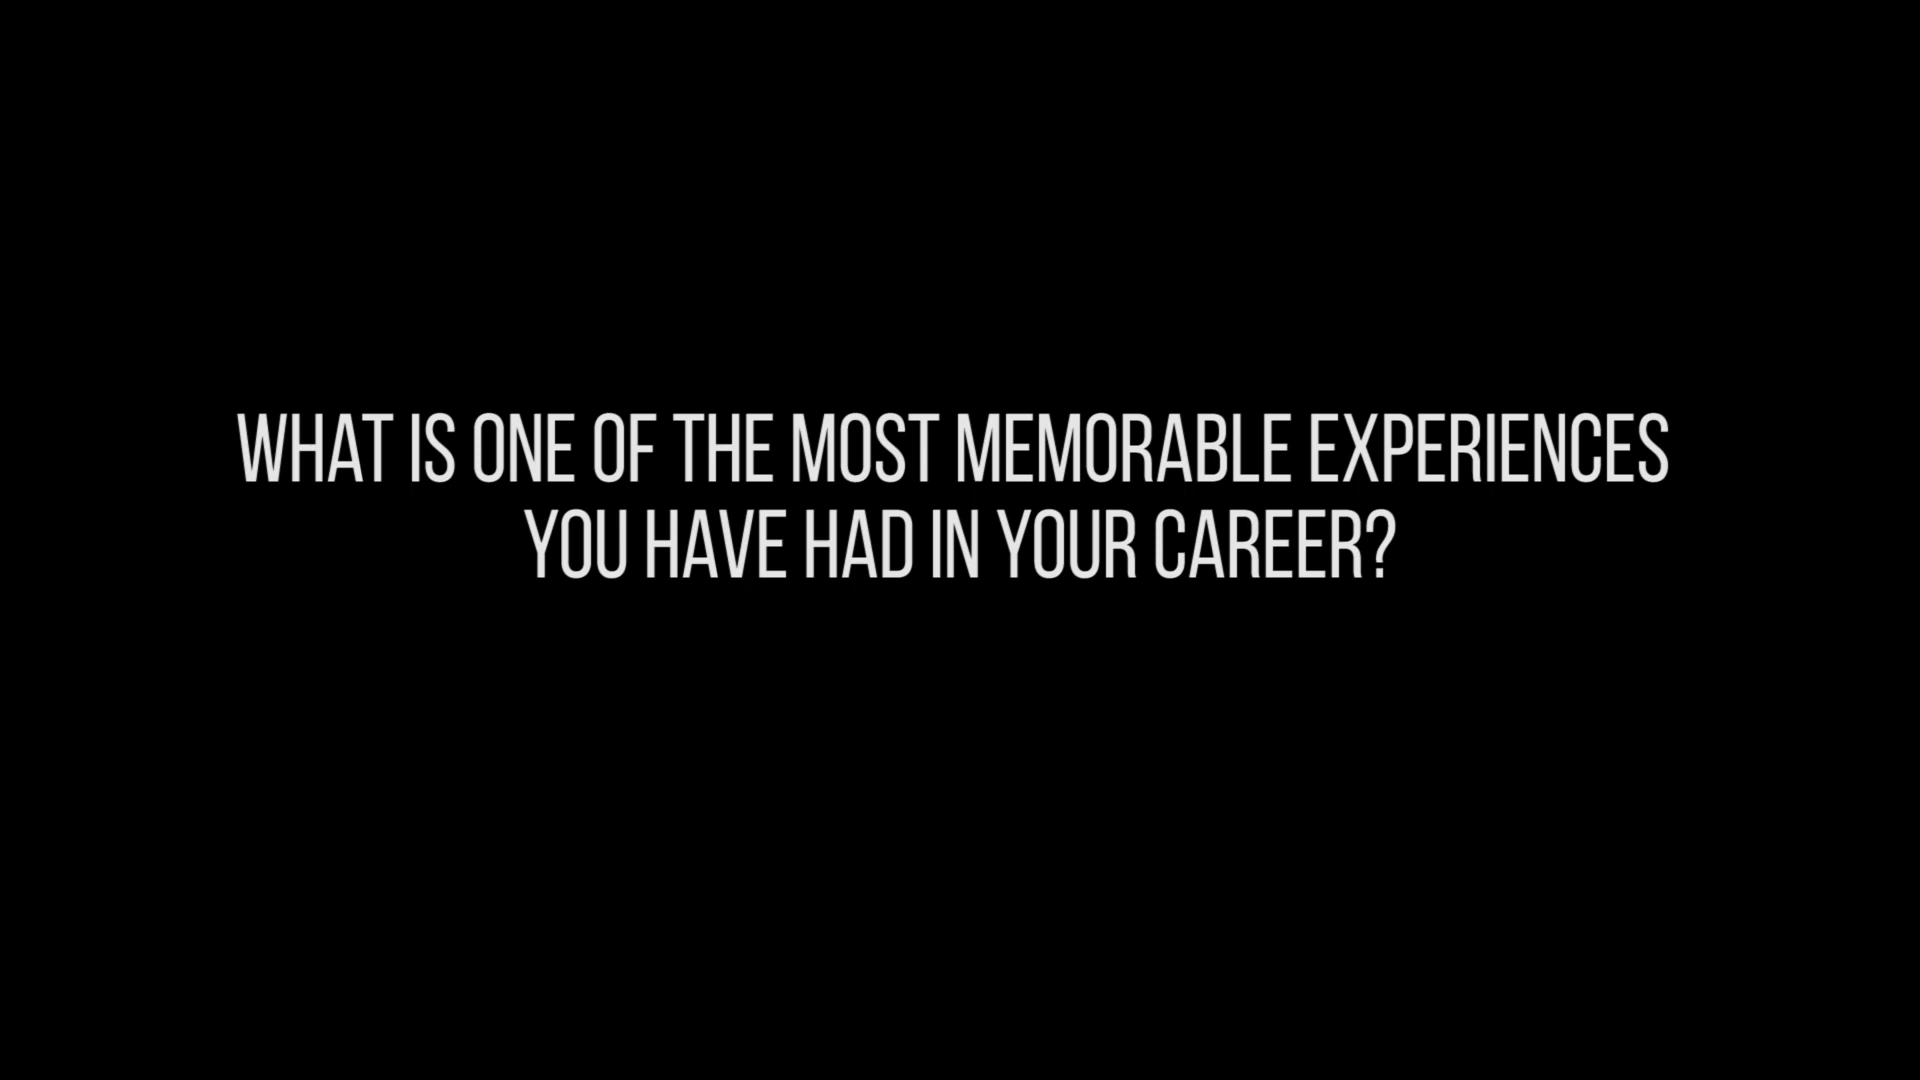 WHAT IS ONE OF THE MOST MEMORABLE EXPERIENCES
YOU HAVE HAD IN YOUR CAREER?